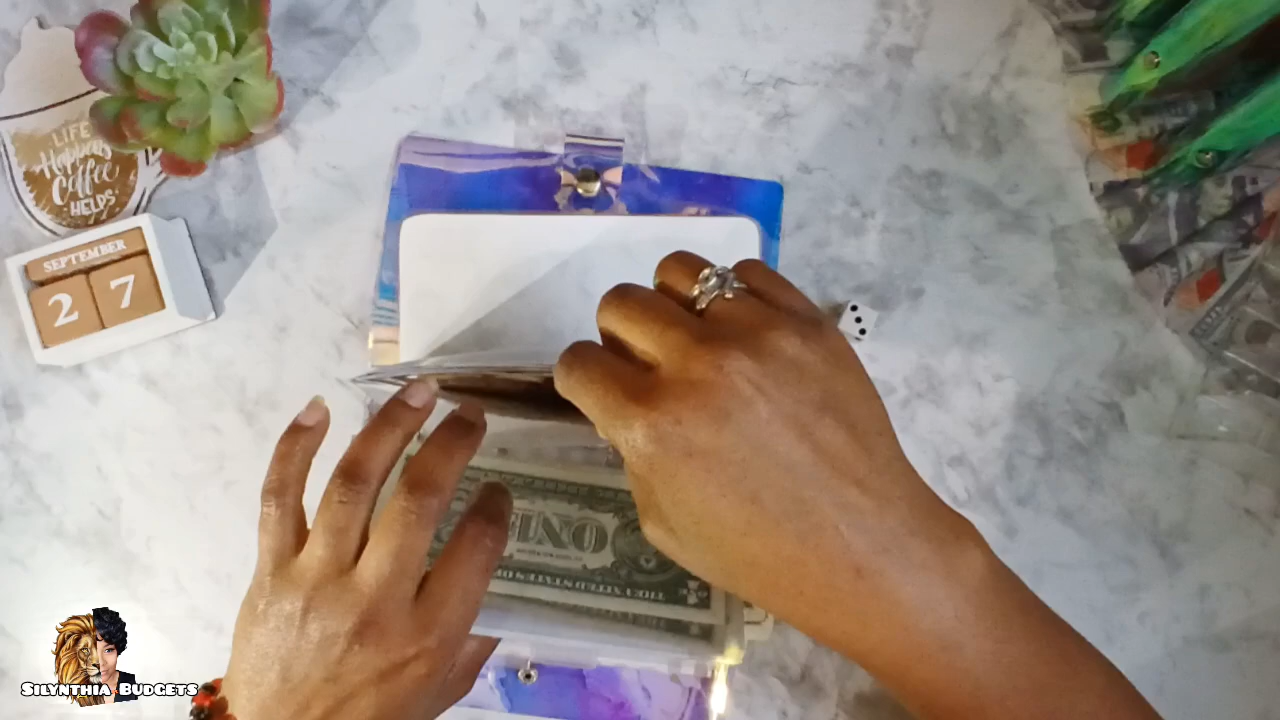 LIFE
Happens
Coffee
HELPS
SEPTEMBER
2 7
ONE
SILYNTHIA BUDGETS